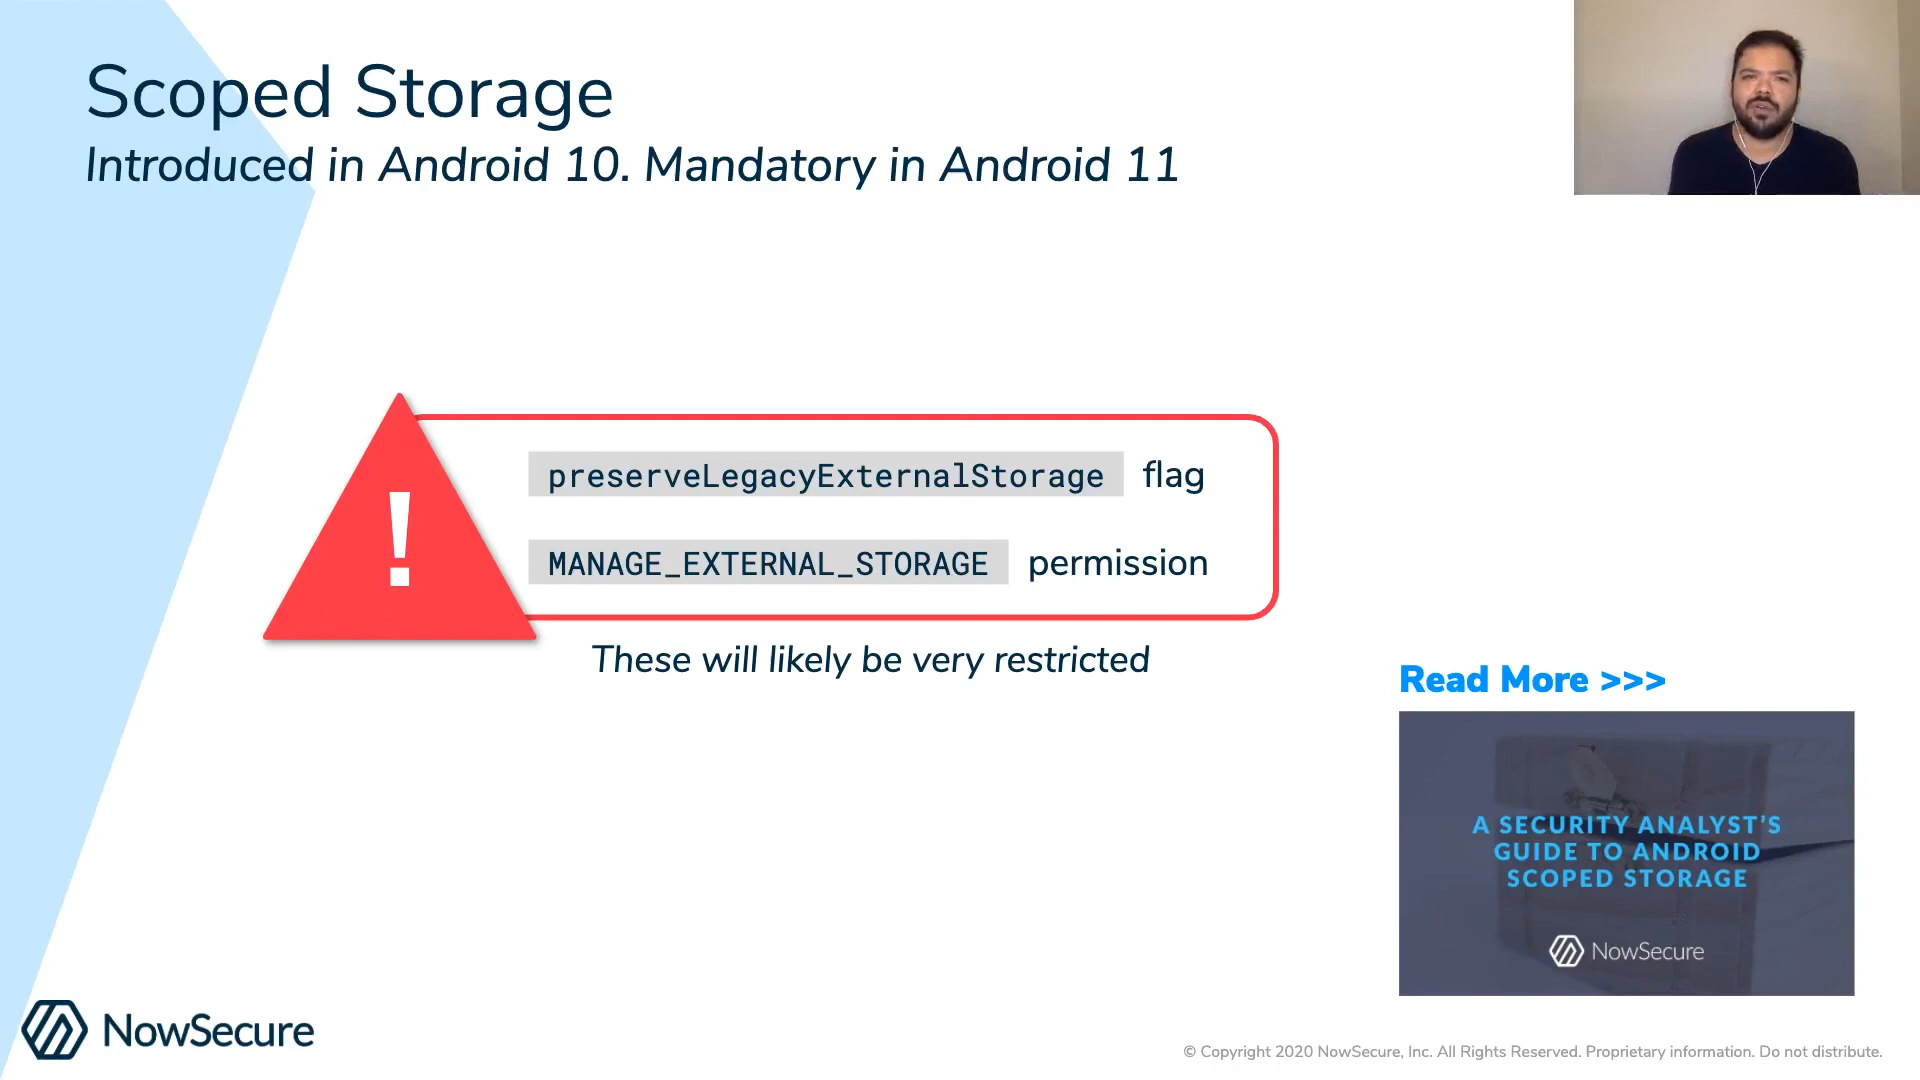 Scoped Storage
Introduced in Android 10. Mandatory in Android 11
!
preserveLegacyExternalStorage flag
MANAGE_EXTERNAL_STORAGE permission
These will likely be very restricted
Read More >>>
A SECURITY ANALYST'S
GUIDE TO ANDROID
SCOPED STORAGE
NowSecure
NowSecure
© Copyright 2020 NowSecure, Inc. All Rights Reserved. Proprietary information. Do not distribute.